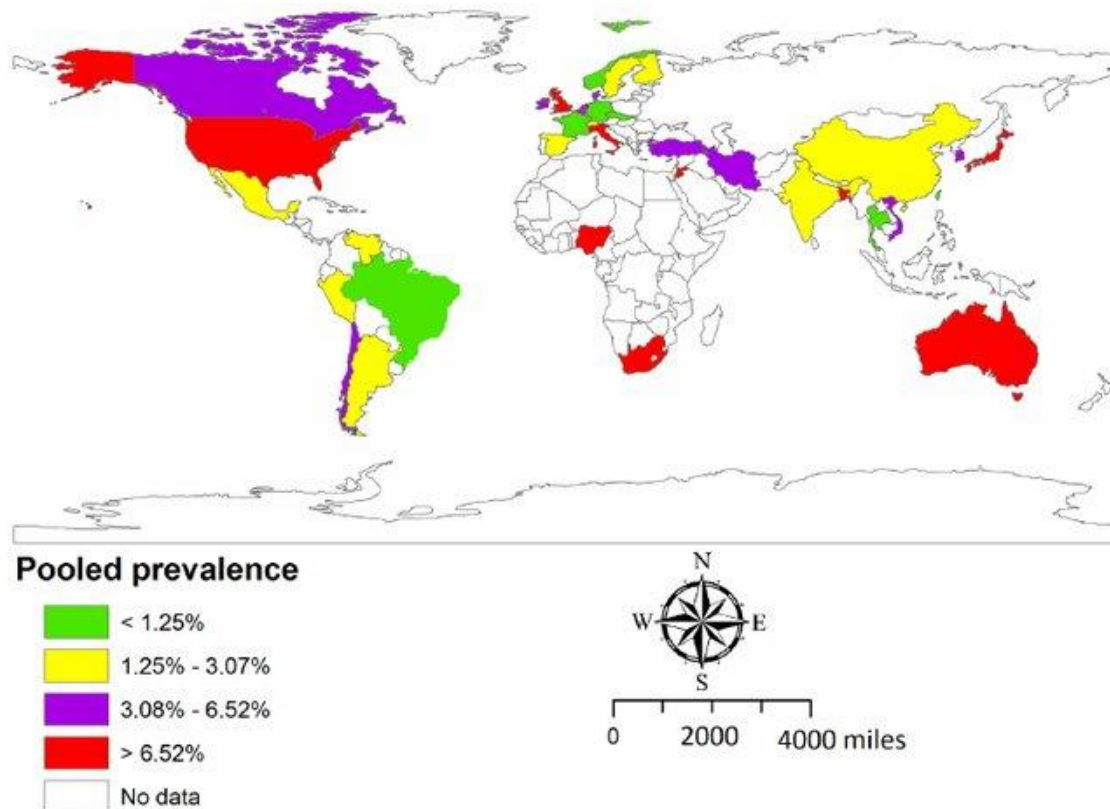 Pooled prevalence
< 1.25%
1.25% - 3.07%
3.08% - 6.52%
> 6.52%
No data
N
W E
S
0 2000 4000 miles